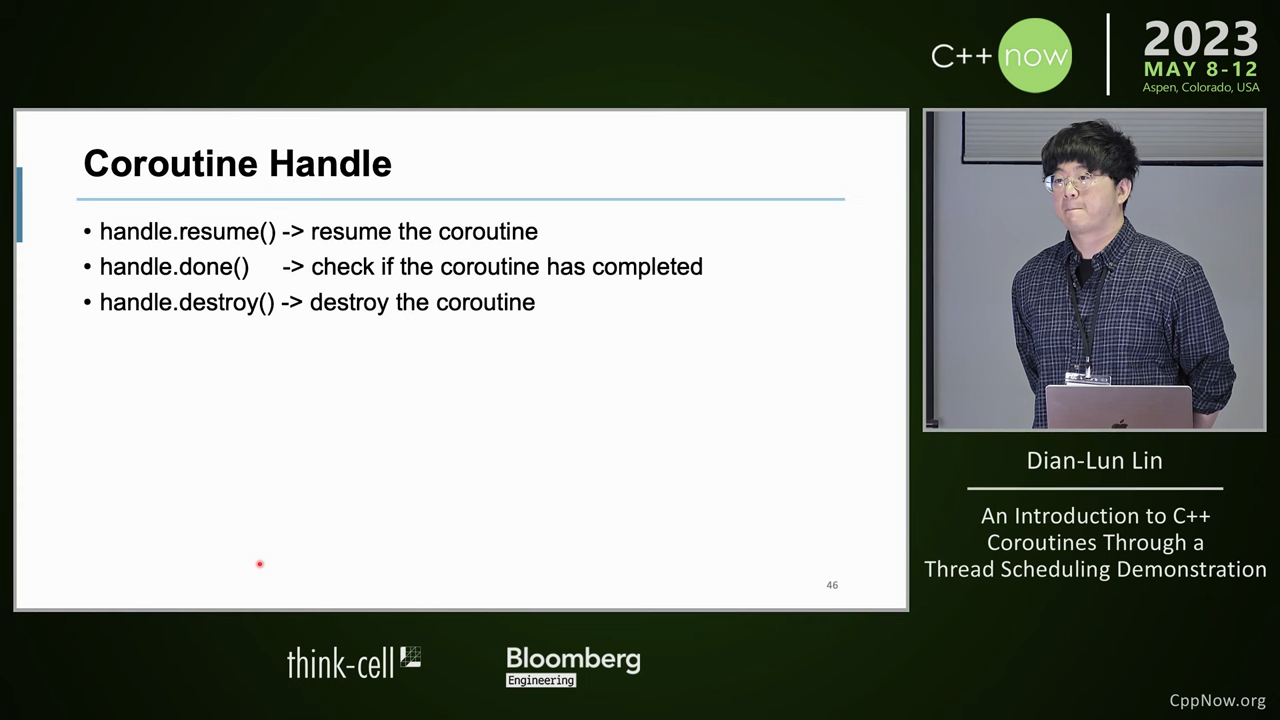 C++ now
2023
MAY 8-12
Aspen, Colorado, USA
Coroutine Handle
• handle.resume() -> resume the coroutine
• handle.done() -> check if the coroutine has completed
• handle.destroy() -> destroy the coroutine
46
Dian-Lun Lin
An Introduction to C++
Coroutines Through a
Thread Scheduling Demonstration
think-cell
Bloomberg
Engineering
CppNow.org